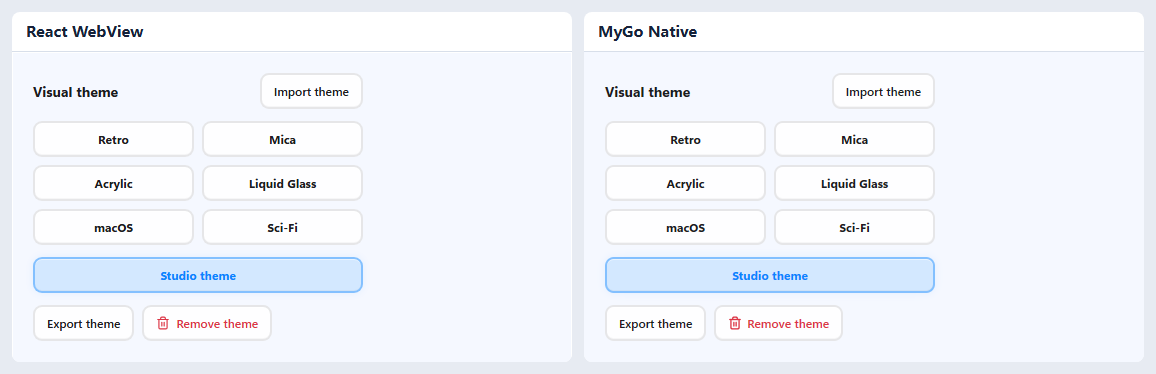 React WebView
Visual theme
Import theme
Retro
Mica
Acrylic
Liquid Glass
macOS
Sci-Fi
Studio theme
Export theme
Remove theme
MyGo Native
Visual theme
Import theme
Retro
Mica
Acrylic
Liquid Glass
macOS
Sci-Fi
Studio theme
Export theme
Remove theme